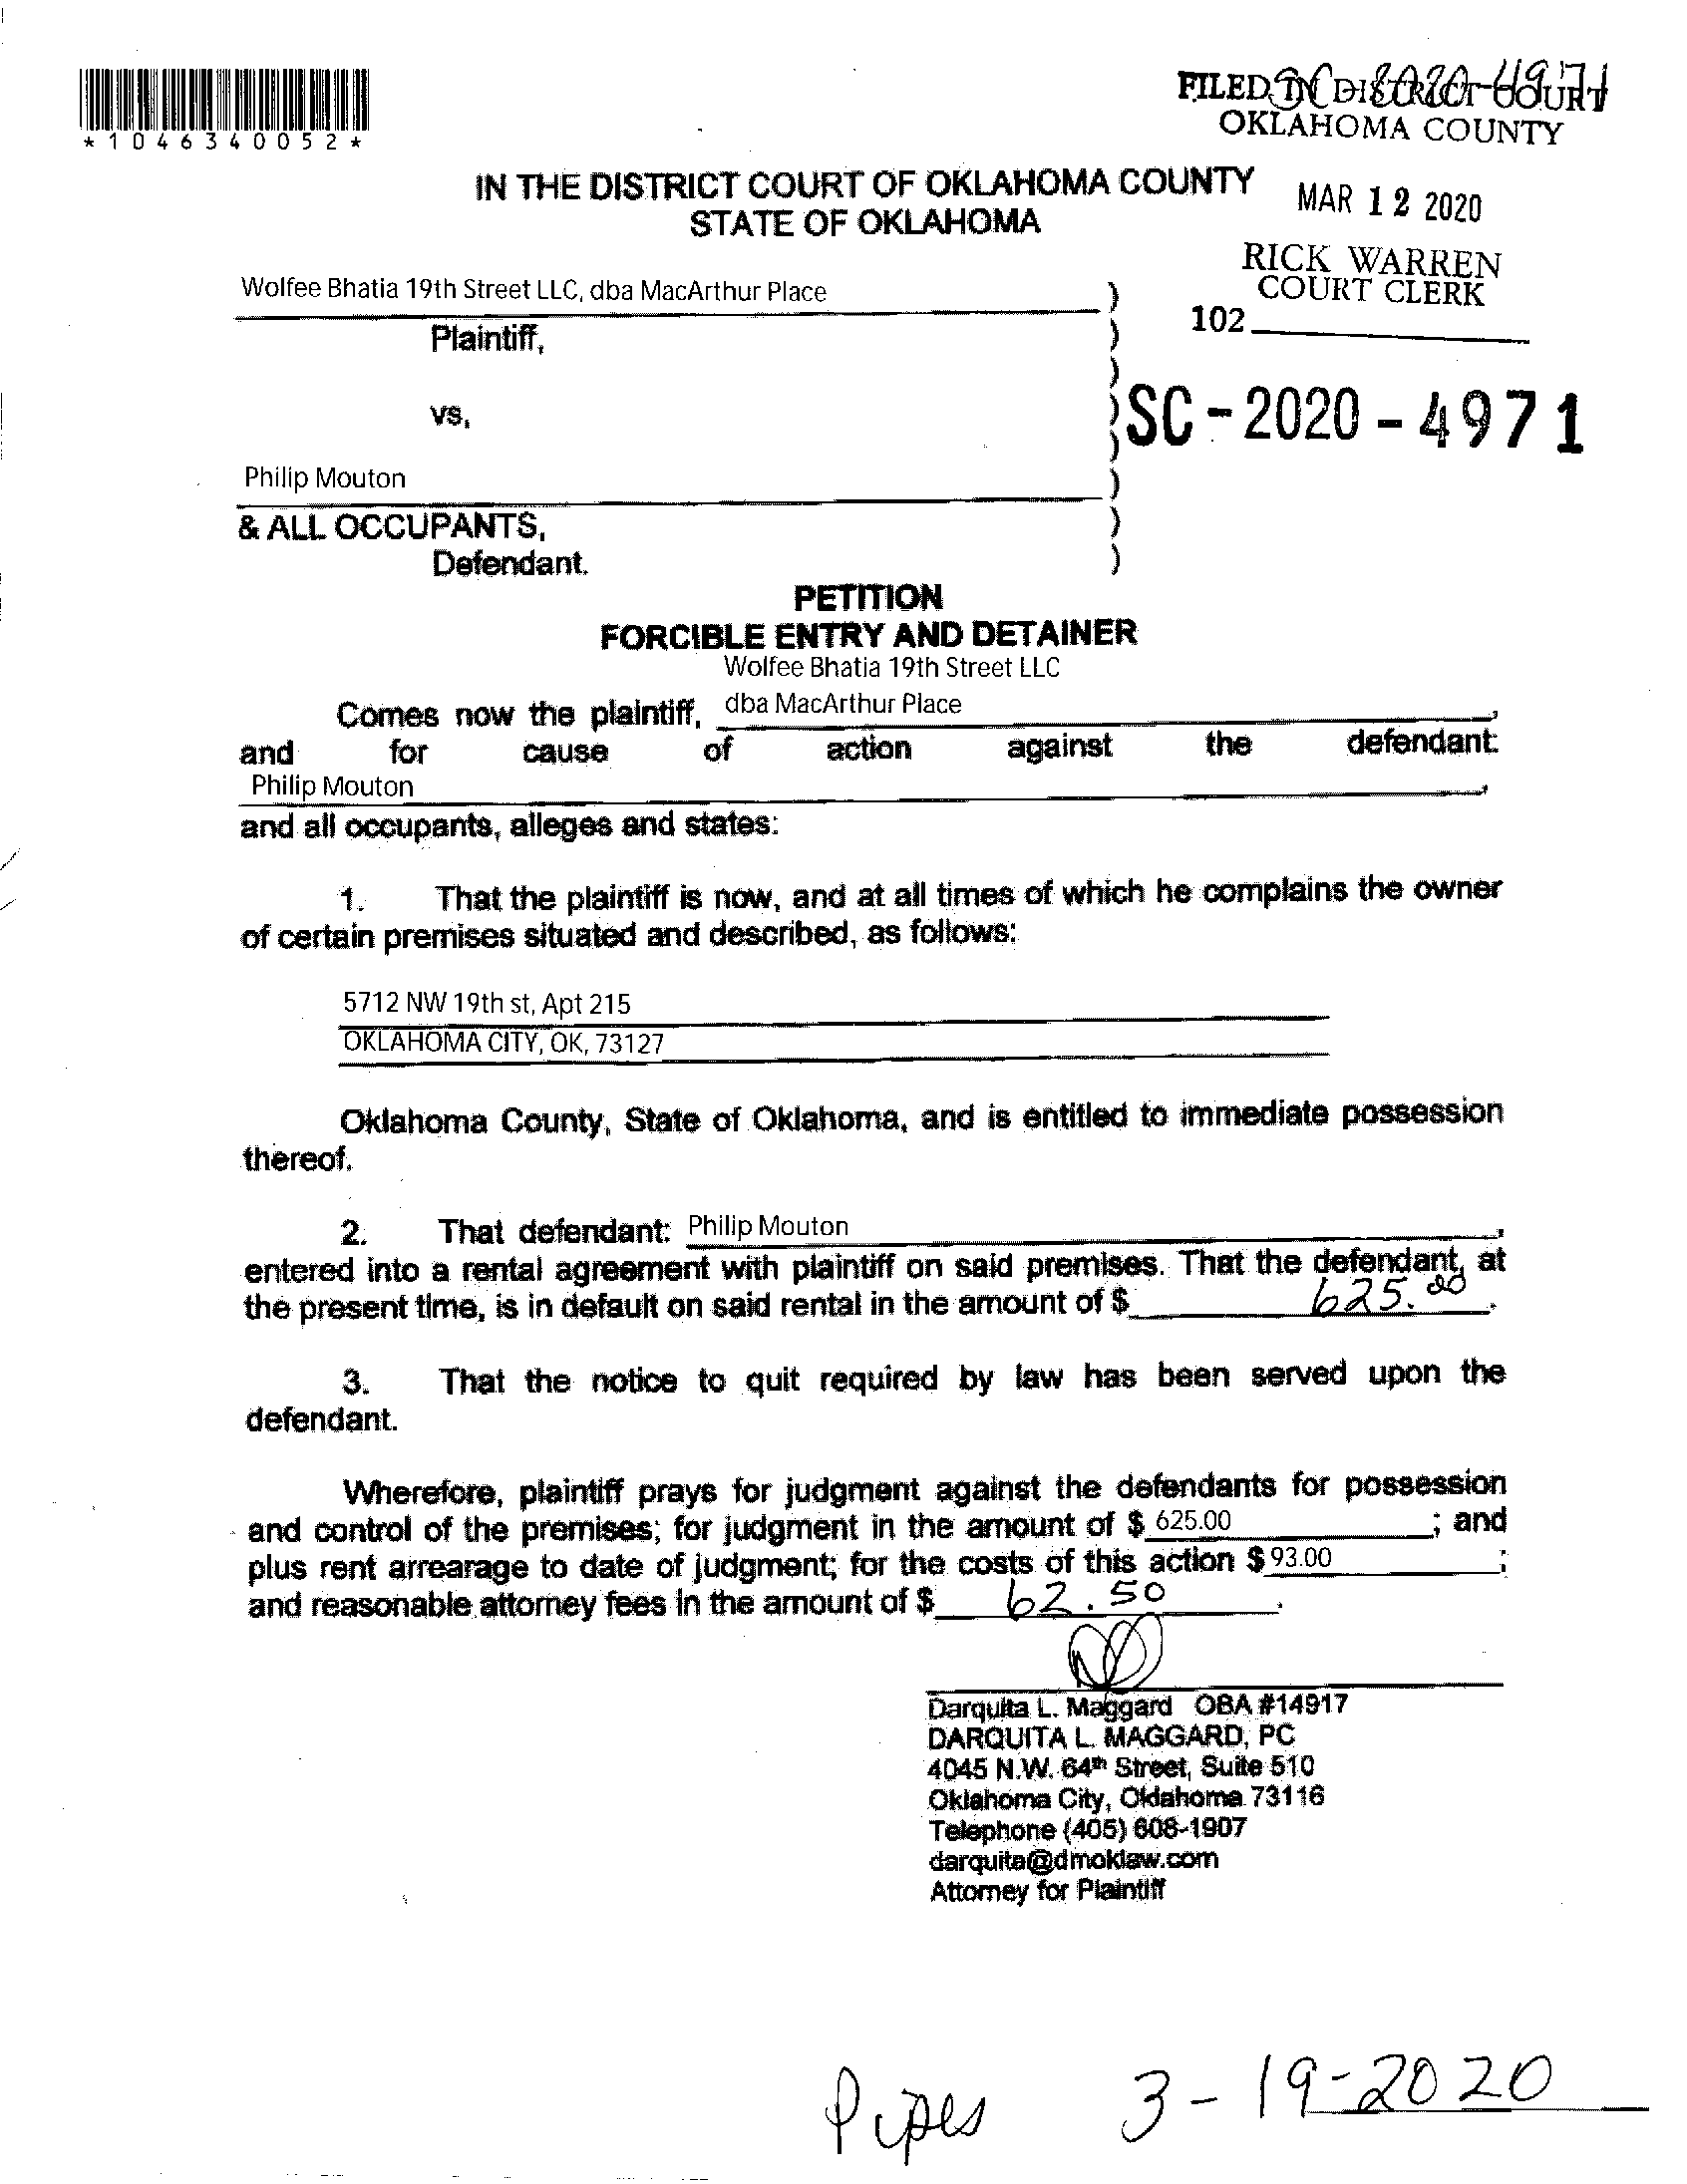 *1046340052*
SC 2020-4971
FILED IN DISTRICT COURT
OKLAHOMA COUNTY
IN THE DISTRICT COURT OF OKLAHOMA COUNTY
STATE OF OKLAHOMA
MAR 12 2020
RICK WARREN
COURT CLERK
102
Wolfee Bhatia 19th Street LLC, dba MacArthur Place )
Plaintiff, )
)
vs, )
SC-2020-4971
)
Philip Mouton )
& ALL OCCUPANTS, )
Defendant. )
PETITION
FORCIBLE ENTRY AND DETAINER
Wolfee Bhatia 19th Street LLC
Comes now the plaintiff, dba MacArthur Place,
and for cause of action against the defendant:
Philip Mouton,
and all occupants, alleges and states:
1. That the plaintiff is now, and at all times of which he complains the owner
of certain premises situated and described, as follows:
5712 NW 19th st, Apt 215
OKLAHOMA CITY, OK, 73127
Oklahoma County, State of Oklahoma, and is entitled to immediate possession
thereof.
2. That defendant: Philip Mouton,
entered into a rental agreement with plaintiff on said premises. That the defendant, at
the present time, is in default on said rental in the amount of $ 625.00.
3. That the notice to quit required by law has been served upon the
defendant.
Wherefore, plaintiff prays for judgment against the defendants for possession
and control of the premises; for judgment in the amount of $ 625.00; and
plus rent arrearage to date of judgment; for the costs of this action $ 93.00;
and reasonable attorney fees in the amount of $ 62.50.
Darquita L. Maggard OBA #14917
DARQUITA L. MAGGARD, PC
4045 N.W. 64th Street, Suite 510
Oklahoma City, Oklahoma 73116
Telephone (405) 608-1907
darquita@dmoklaw.com
Attorney for Plaintiff
Pipes 3-19-2020